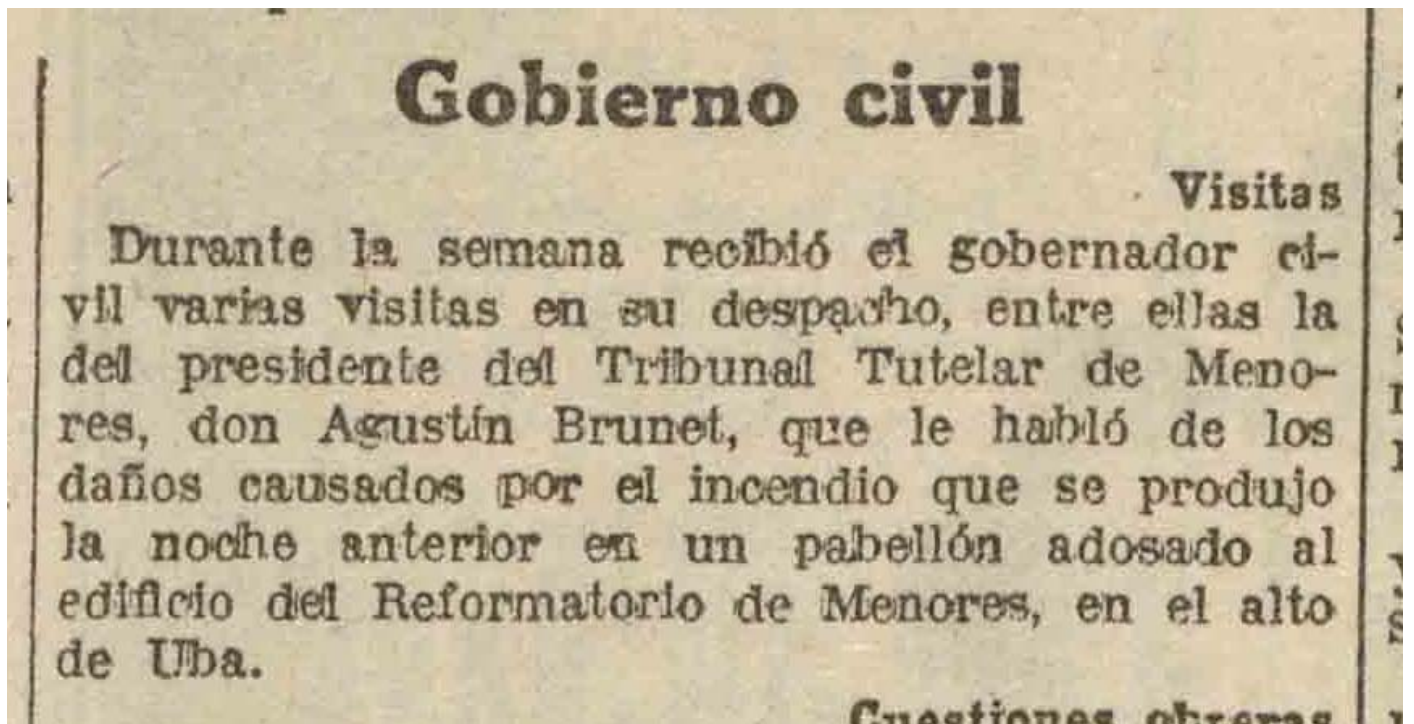 Gobierno civil
Visitas
Durante la semana recibió el gobernador ci-
vil varias visitas en su despacho, entre ellas la
del presidente del Tribunal Tutelar de Meno-
res, don Agustín Brunet, que le habló de los
daños causados por el incendio que se produjo
la noche anterior en un pabellón adosado al
edificio del Reformatorio de Menores, en el alto
de Uba.
Cuestiones obreras